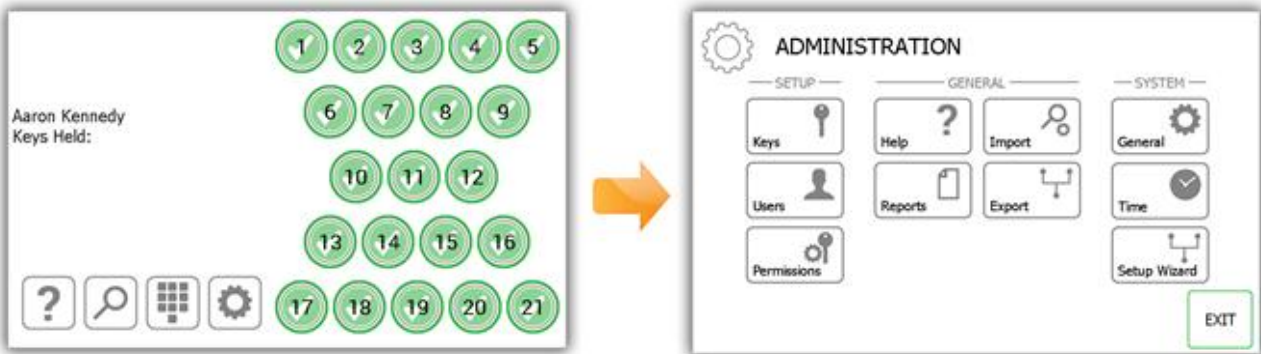 Aaron Kennedy
Keys Held:
1 2 3 4 5
6 7 8 9
10 11 12
13 14 15 16
17 18 19 20 21
?
ADMINISTRATION
SETUP GENERAL SYSTEM
Keys Help ? Import General
Users Reports Export Time
Permissions Setup Wizard
EXIT